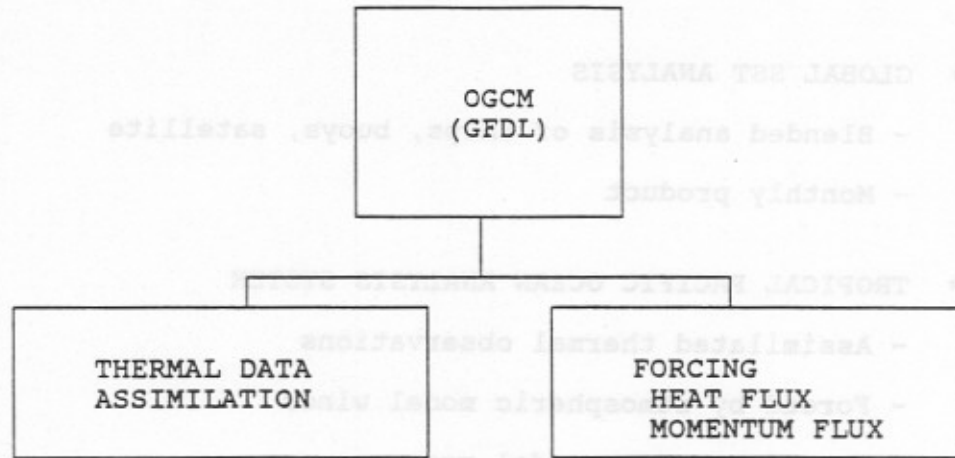 OGCM
(GFDL)
THERMAL DATA
ASSIMILATION
FORCING
HEAT FLUX
MOMENTUM FLUX
GLOBAL SST ANALYSIS
- Blended analysis of ships, buoys, satellite
- Monthly product
TROPICAL PACIFIC OCEAN ANALYSIS SYSTEM
- Assimilated thermal observations
- Forced by atmospheric model winds